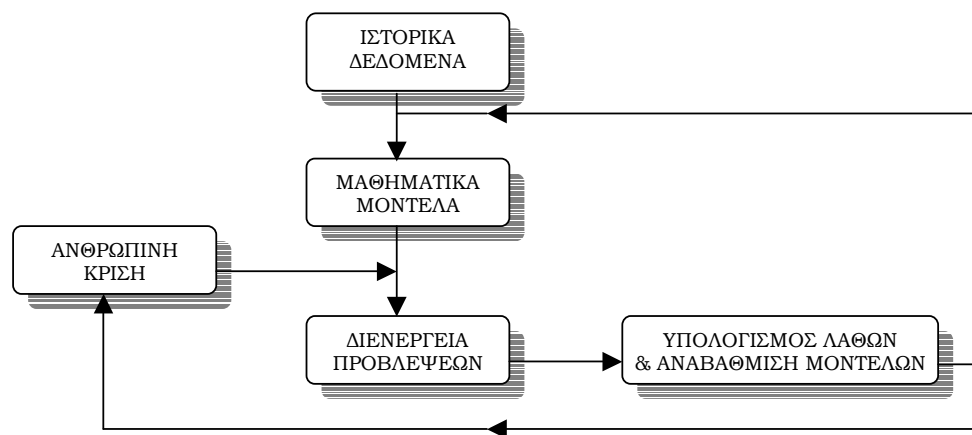 ΙΣΤΟΡΙΚΑ
ΔΕΔΟΜΕΝΑ
ΜΑΘΗΜΑΤΙΚΑ
ΜΟΝΤΕΛΑ
ΑΝΘΡΩΠΙΝΗ
ΚΡΙΣΗ
ΔΙΕΝΕΡΓΕΙΑ
ΠΡΟΒΛΕΨΕΩΝ
ΥΠΟΛΟΓΙΣΜΟΣ ΛΑΘΩΝ
& ΑΝΑΒΑΘΜΙΣΗ ΜΟΝΤΕΛΩΝ